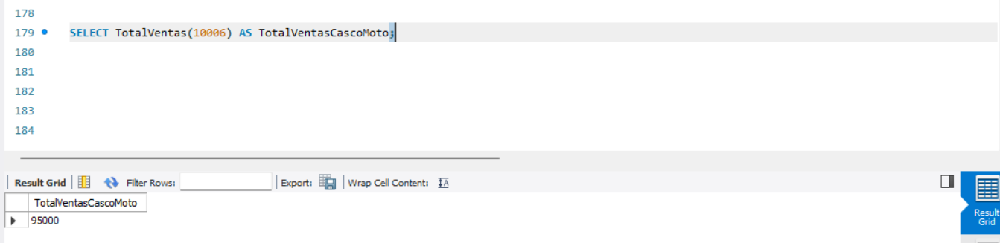 178
179 SELECT TotalVentas(10006) AS TotalVentasCascoMoto;
180
181
182
183
184
Result Grid Filter Rows: Export: Wrap Cell Content: IA
Result
Grid
TotalVentasCascoMoto
95000